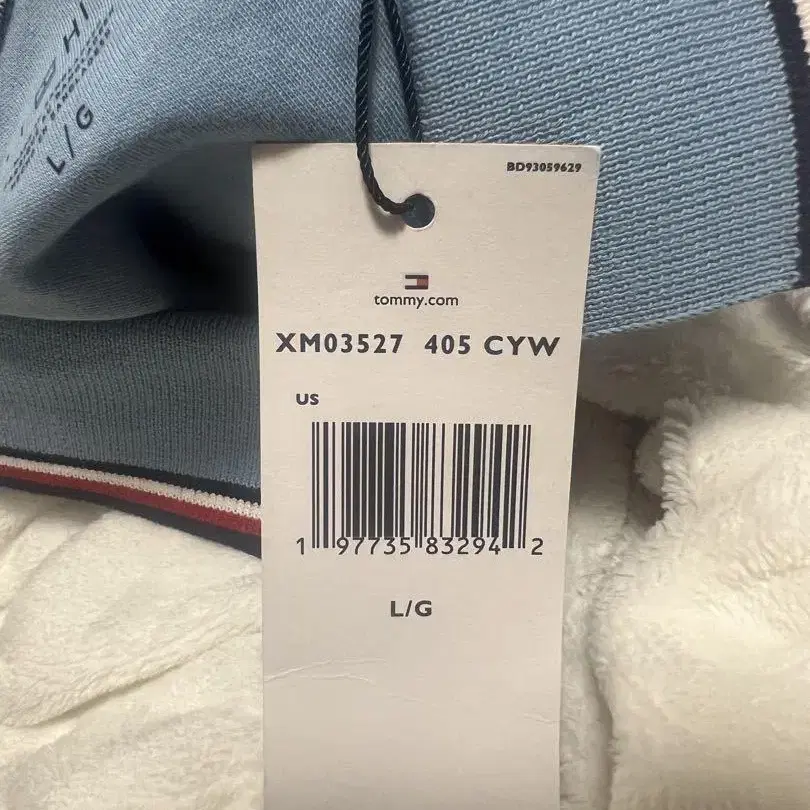 L/G
BD93059629
tommy.com
XM03527 405 CYW
US
1 97735 83294 2
L/G